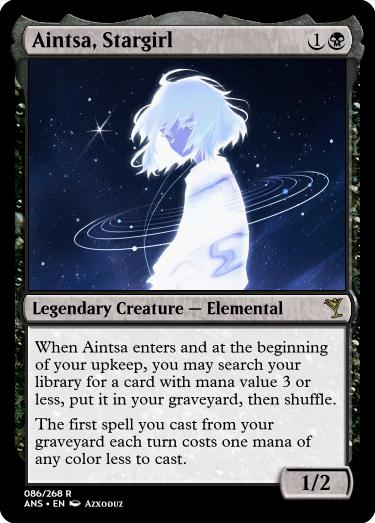 Aintsa, Stargirl 1
Legendary Creature — Elemental
When Aintsa enters and at the beginning
of your upkeep, you may search your
library for a card with mana value 3 or
less, put it in your graveyard, then shuffle.
The first spell you cast from your
graveyard each turn costs one mana of
any color less to cast.
1/2
086/268 R
ANS • EN Azxoduz